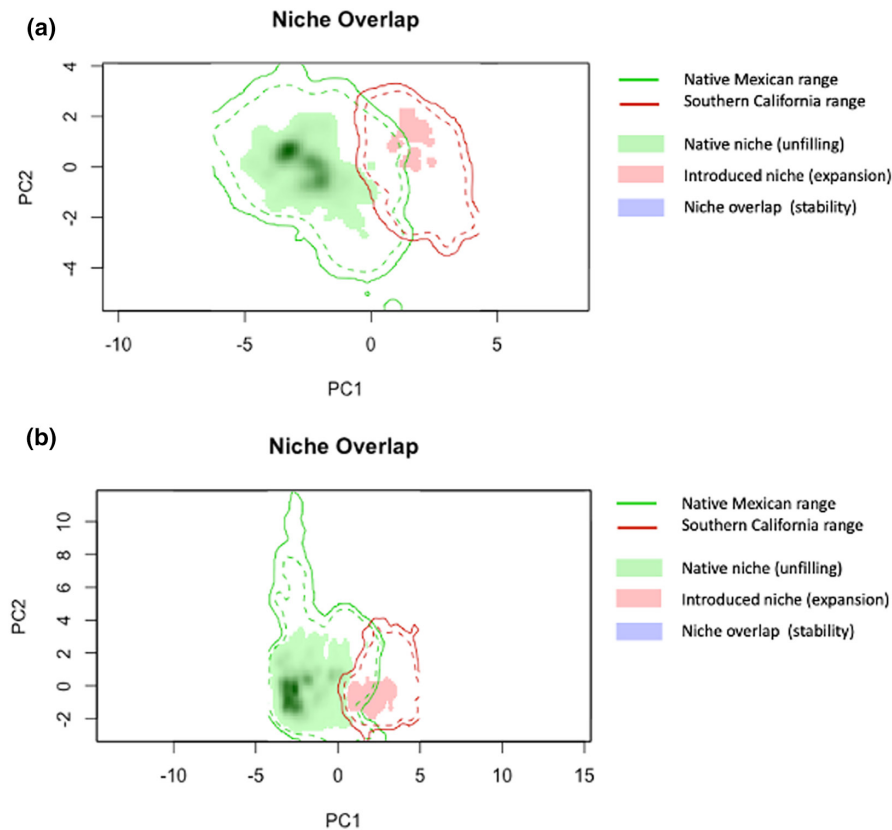 (a)
Niche Overlap
4
2
0
-2
-4
PC2
-10
-5
0
5
PC1
Native Mexican range
Southern California range
Native niche (unfilling)
Introduced niche (expansion)
Niche overlap (stability)
(b)
Niche Overlap
10
8
6
4
2
0
-2
PC2
-10
-5
0
5
10
15
PC1
Native Mexican range
Southern California range
Native niche (unfilling)
Introduced niche (expansion)
Niche overlap (stability)